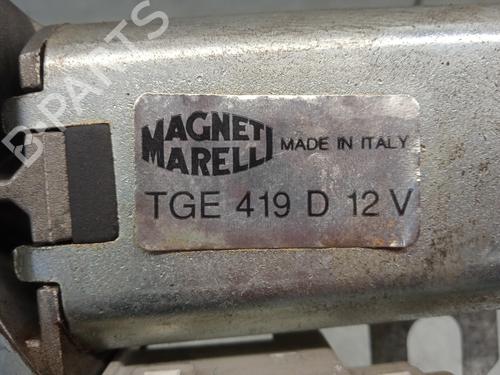 B-PARTS
MAGNETI MARELLI
MADE IN ITALY
TGE 419 D 12 V